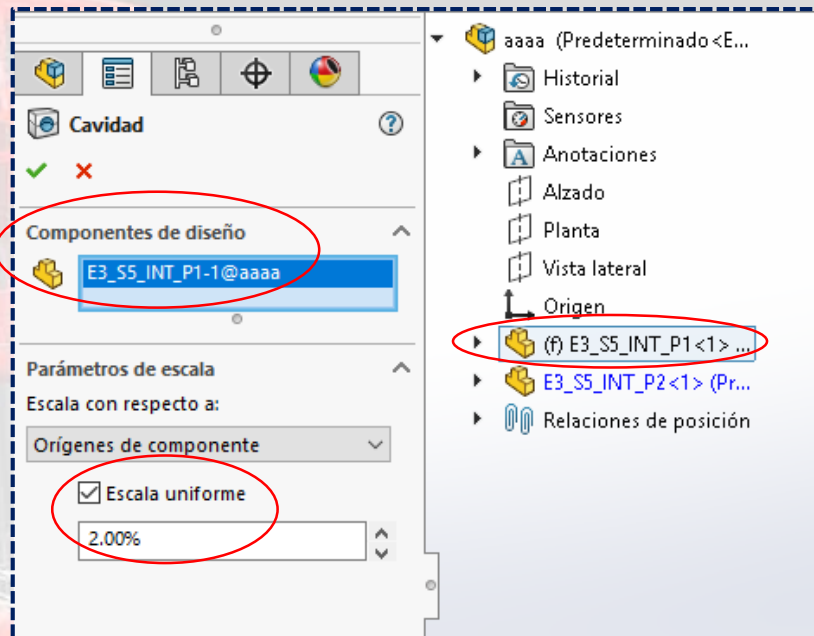 Cavidad
Componentes de diseño
E3_S5_INT_P1-1@aaaa
Parámetros de escala
Escala con respecto a:
Orígenes de componente
Escala uniforme
2.00%
aaaa (Predeterminado<E...
Historial
Sensores
Anotaciones
Alzado
Planta
Vista lateral
Origen
(f) E3_S5_INT_P1<1> ...
E3_S5_INT_P2<1> (Pr...
Relaciones de posición